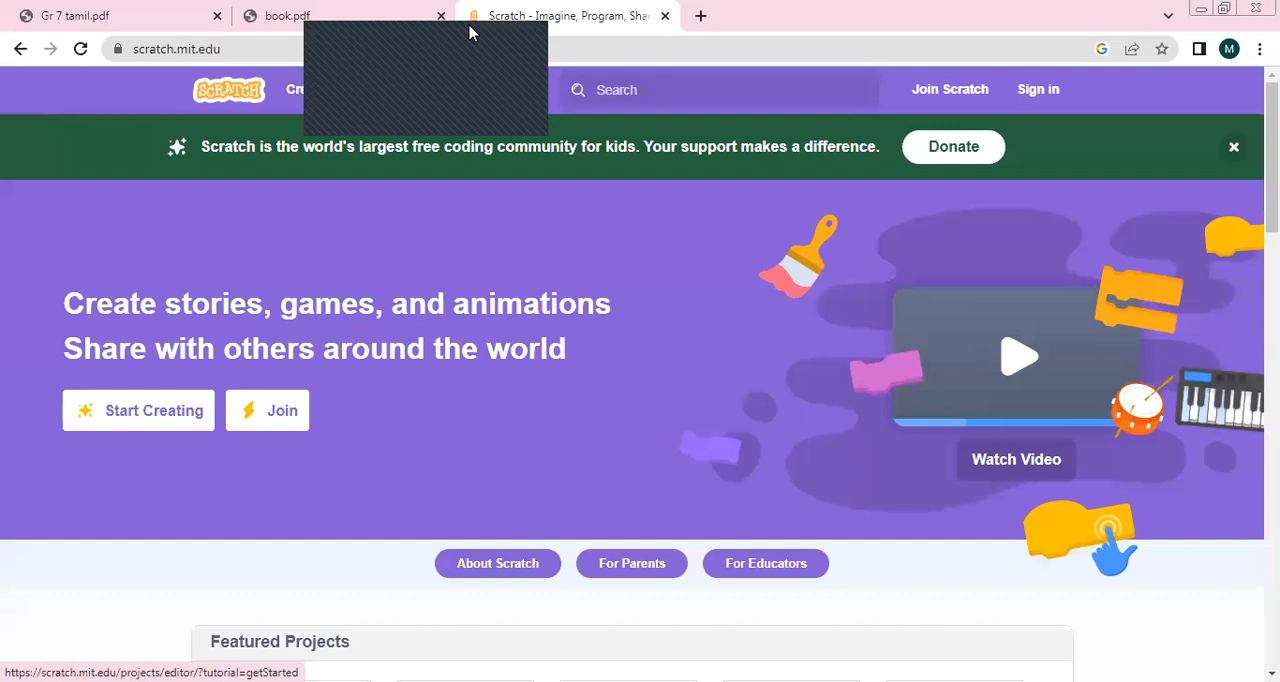 Gr 7 tamil.pdf
book.pdf
Scratch - Imagine, Program, Sha
scratch.mit.edu
M
SCRATCH
Search
Join Scratch
Sign in
Scratch is the world's largest free coding community for kids. Your support makes a difference.
Donate
Create stories, games, and animations
Share with others around the world
Start Creating
Join
Watch Video
About Scratch
For Parents
For Educators
Featured Projects
https://scratch.mit.edu/projects/editor/?tutorial=getStarted